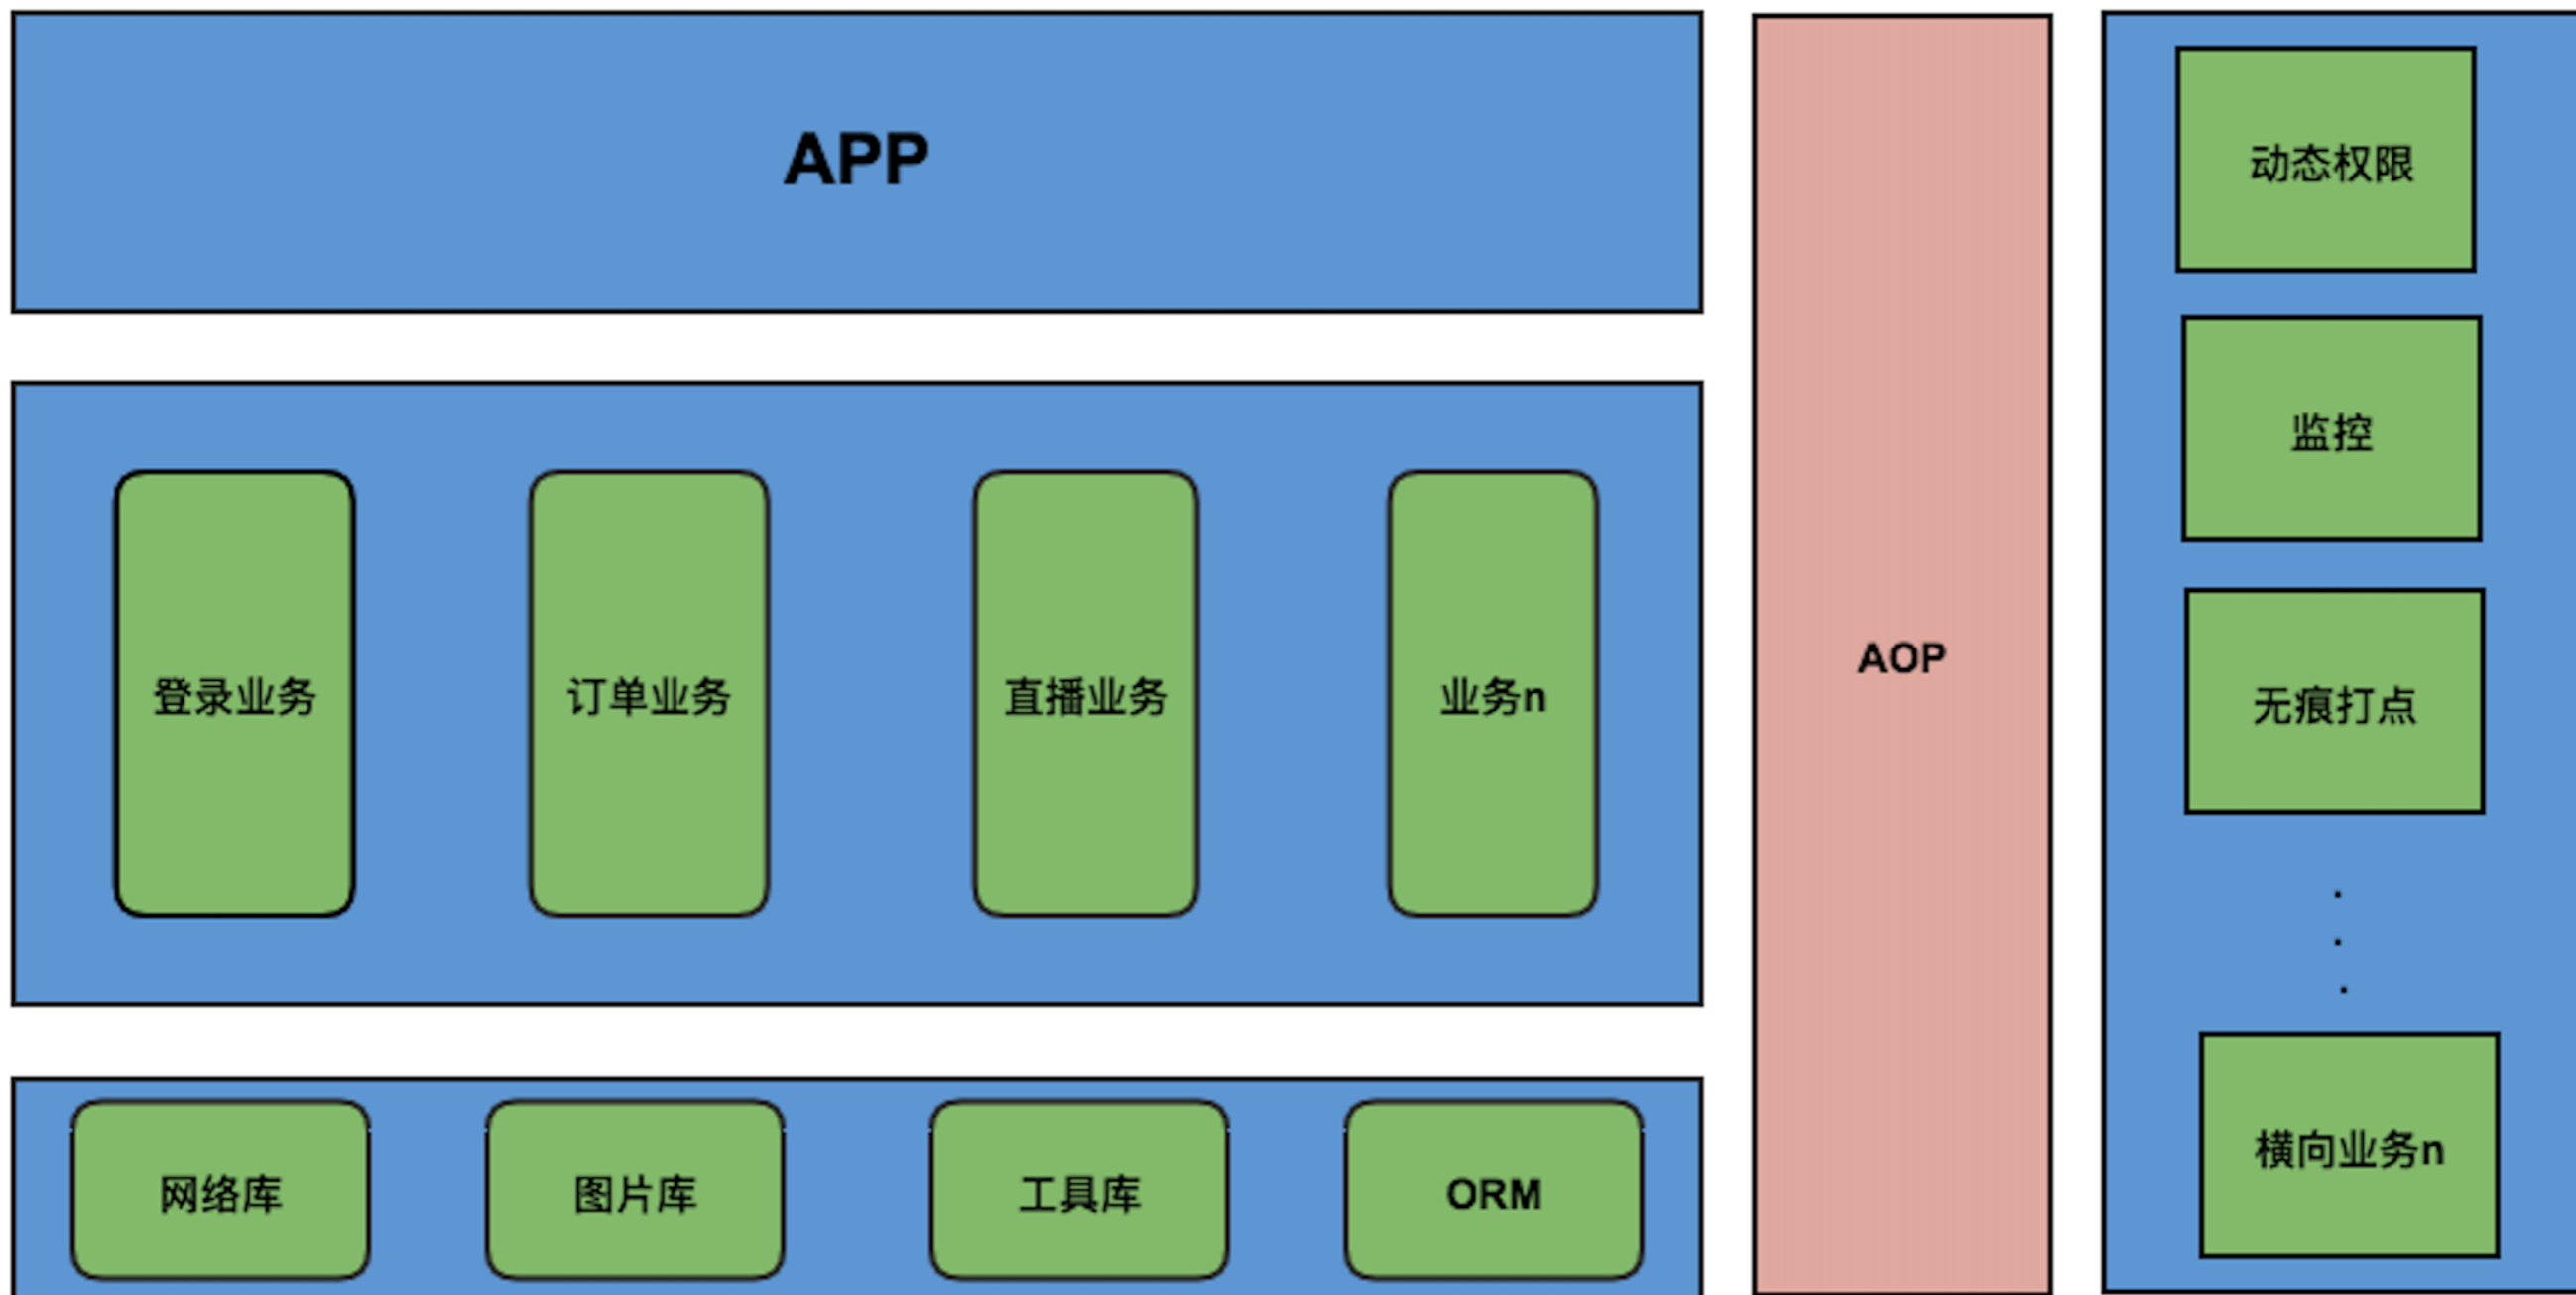 APP
登录业务
订单业务
直播业务
业务n
网络库
图片库
工具库
ORM
AOP
动态权限
监控
无痕打点
.
.
.
横向业务n